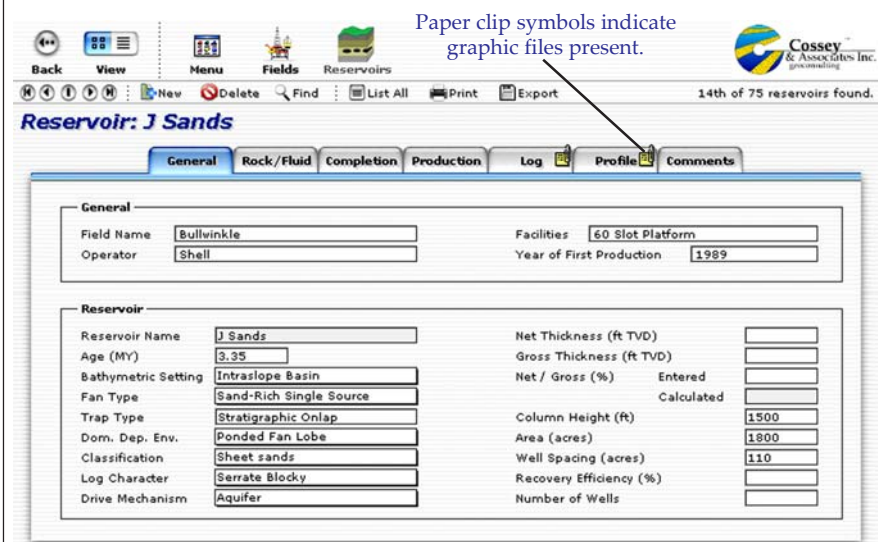 Paper clip symbols indicate
graphic files present.
Back View Menu Fields Reservoirs
Cossey
& Associates Inc.
geoconsulting
New Delete Find List All Print Export 14th of 75 reservoirs found.
Reservoir: J Sands
General Rock/Fluid Completion Production Log Profile Comments
General
Field Name Bullwinkle Facilities 60 Slot Platform
Operator Shell Year of First Production 1989
Reservoir
Reservoir Name J Sands Net Thickness (ft TVD)
Age (MY) 3.35 Gross Thickness (ft TVD)
Bathymetric Setting Intraslope Basin Net / Gross (%) Entered
Fan Type Sand-Rich Single Source Calculated
Trap Type Stratigraphic Onlap Column Height (ft) 1500
Dom. Dep. Env. Ponded Fan Lobe Area (acres) 1800
Classification Sheet sands Well Spacing (acres) 110
Log Character Serrate Blocky Recovery Efficiency (%)
Drive Mechanism Aquifer Number of Wells